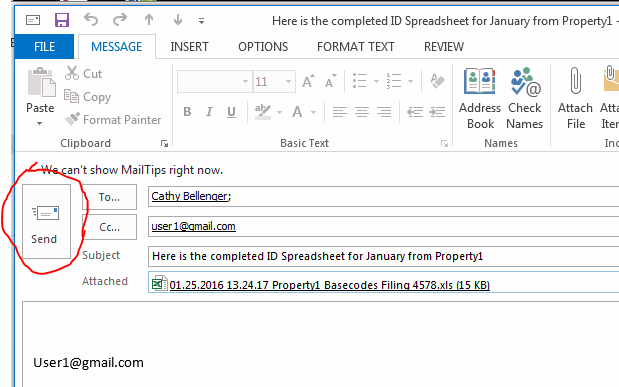 Here is the completed ID Spreadsheet for January from Property1 -
FILE MESSAGE INSERT OPTIONS FORMAT TEXT REVIEW
Cut
Copy
Format Painter
Paste
11 A A
B I U ab A
Address Book
Check Names
Attach File
Clipboard Basic Text Names
We can't show MailTips right now.
Send
To... Cathy Bellenger;
Cc... user1@gmail.com
Subject Here is the completed ID Spreadsheet for January from Property1
Attached 01.25.2016 13.24.17 Property1 Basecodes Filing 4578.xls (15 KB)
User1@gmail.com